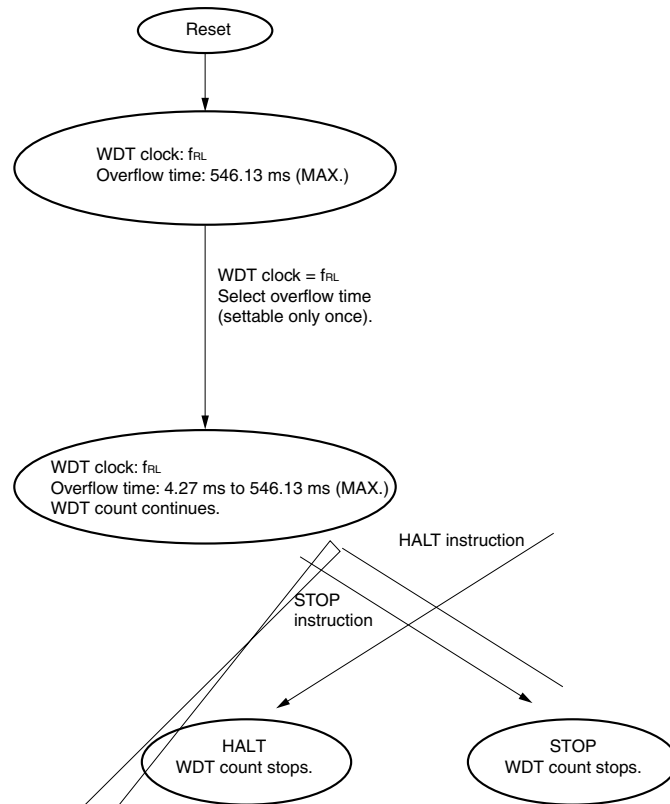 Reset
WDT clock: fRL
Overflow time: 546.13 ms (MAX.)
WDT clock = fRL
Select overflow time
(settable only once).
WDT clock: fRL
Overflow time: 4.27 ms to 546.13 ms (MAX.)
WDT count continues.
HALT instruction
STOP
instruction
HALT
WDT count stops.
STOP
WDT count stops.